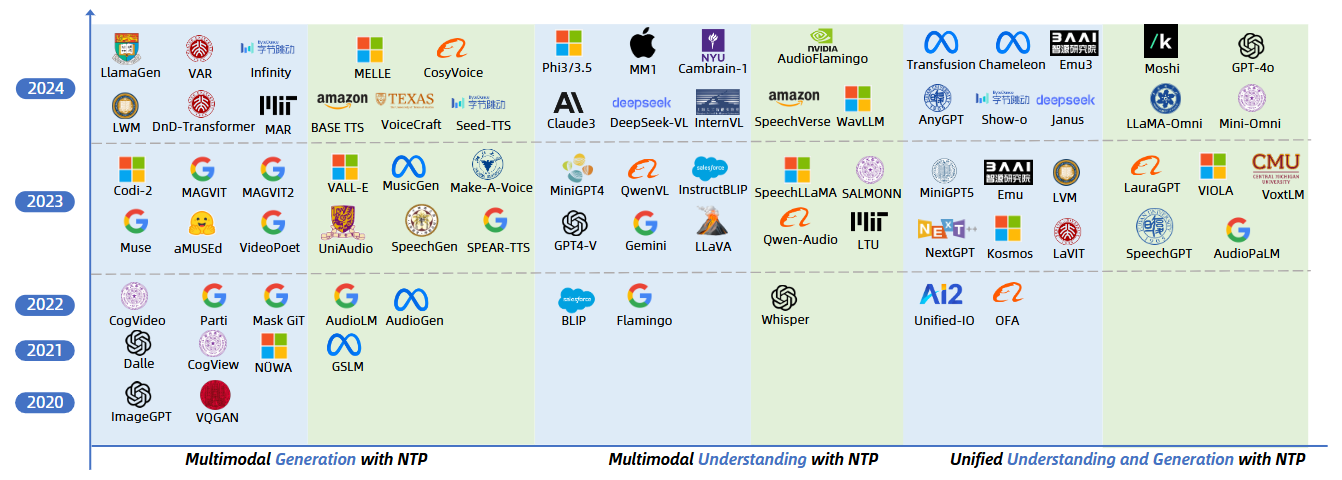 2024
LlamaGen
VAR
ByteDance
字节跳动
Infinity
MELLE
CosyVoice
Phi3/3.5
MM1
NYU
Cambrain-1
NVIDIA
AudioFlamingo
Transfusion
Chameleon
BAAI
智源研究院
Emu3
/k
Moshi
GPT-4o
LWM
DnD-Transformer
MIT
MAR
amazon
BASE TTS
TEXAS
VoiceCraft
ByteDance
字节跳动
Seed-TTS
Claude3
deepseek
DeepSeek-VL
InternVL
amazon
SpeechVerse
WavLLM
AnyGPT
ByteDance
字节跳动
Show-o
deepseek
Janus
LLaMA-Omni
Mini-Omni
2023
Codi-2
MAGVIT
MAGVIT2
VALL-E
MusicGen
Make-A-Voice
MiniGPT4
QwenVL
salesforce
InstructBLIP
SpeechLLaMA
SALMONN
MiniGPT5
BAAI
智源研究院
Emu
LVM
LauraGPT
VIOLA
CMU
CENTRAL MICHIGAN
UNIVERSITY
VoxtLM
Muse
aMUSEd
VideoPoet
UniAudio
SpeechGen
SPEAR-TTS
GPT4-V
Gemini
LLaVA
Qwen-Audio
MIT
LTU
NExT++
NextGPT
Kosmos
LaVIT
SpeechGPT
AudioPaLM
2022
CogVideo
Parti
Mask GiT
AudioLM
AudioGen
salesforce
BLIP
Flamingo
Whisper
Ai2
Unified-IO
OFA
2021
Dalle
CogView
NÜWA
GSLM
2020
ImageGPT
VQGAN
Multimodal Generation with NTP
Multimodal Understanding with NTP
Unified Understanding and Generation with NTP